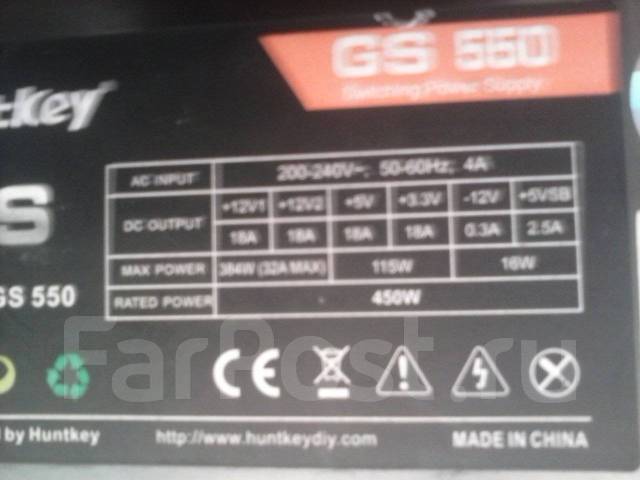 GS 550
Switching Power Supply
tKey
S
AC INPUT 200-240V~, 50-60Hz, 4A
DC OUTPUT +12V1 +12V2 +5V +3.3V -12V +5VSB
18A 18A 18A 18A 0.3A 2.5A
MAX POWER 384W (32A MAX) 115W 16W
RATED POWER 450W
GS 550
FarPost.ru
CE
d by Huntkey http://www.huntkeydiy.com MADE IN CHINA